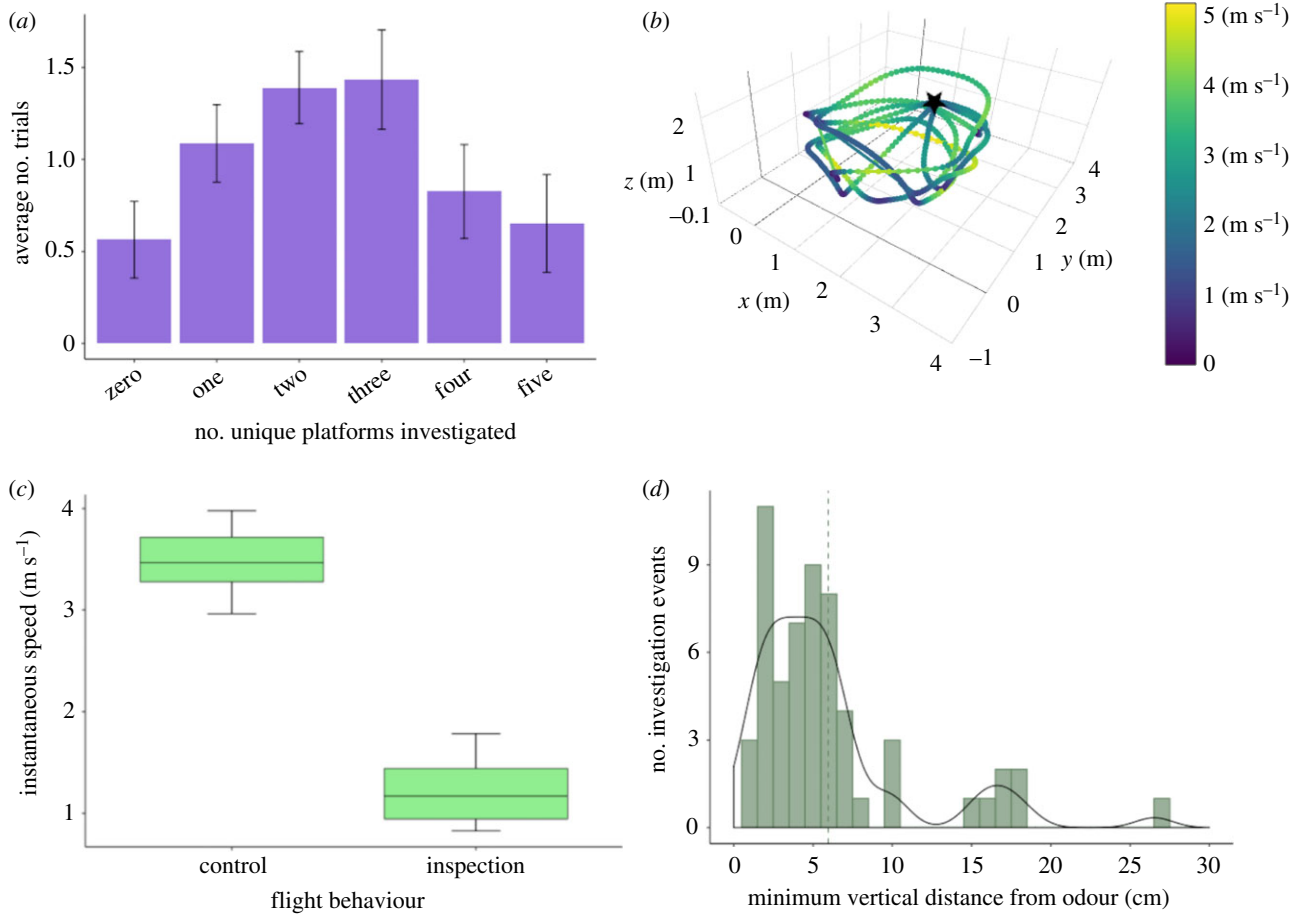 (a)
average no. trials
1.5
1.0
0.5
0
zero
one
two
three
four
five
no. unique platforms investigated
(b)
z (m)
2
1
–0.1
0
1
2
3
4
x (m)
–1
0
1
2
3
4
y (m)
5 (m s⁻¹)
4 (m s⁻¹)
3 (m s⁻¹)
2 (m s⁻¹)
1 (m s⁻¹)
0
(c)
instantaneous speed (m s⁻¹)
4
3
2
1
control
inspection
flight behaviour
(d)
no. investigation events
9
6
3
0
0
5
10
15
20
25
30
minimum vertical distance from odour (cm)